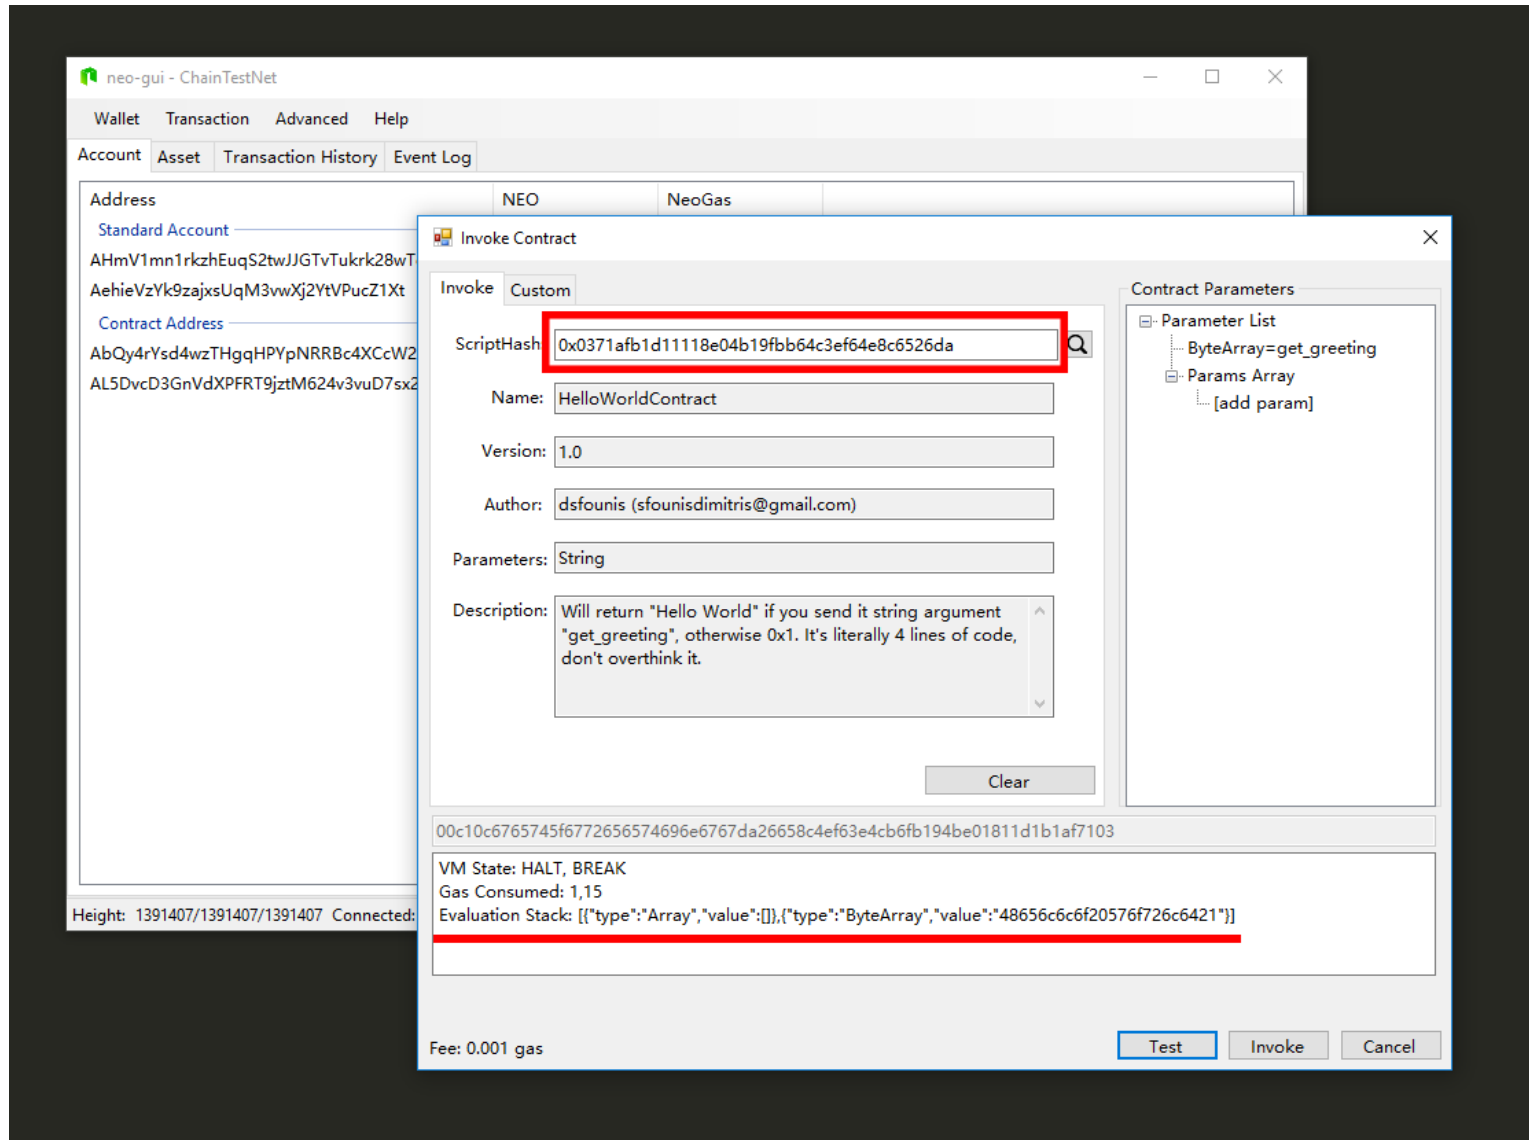 neo-gui - ChainTestNet
Wallet Transaction Advanced Help
Account Asset Transaction History Event Log
Address NEO NeoGas
Standard Account
AHmV1mn1rkzhEuqS2twJJGTvTukrk28wT
AehieVzYk9zajxsUqM3vwXj2YtVPucZ1Xt
Contract Address
AbQy4rYsd4wzTHgqHPYpNRRBc4XCcW2
AL5DvcD3GnVdXPFRT9jztM624v3vuD7sx2
Height: 1391407/1391407/1391407 Connected:
Invoke Contract
Invoke Custom
ScriptHash 0x0371afb1d11118e04b19fbb64c3ef64e8c6526da
Name: HelloWorldContract
Version: 1.0
Author: dsfounis (sfounisdimitris@gmail.com)
Parameters: String
Description: Will return "Hello World" if you send it string argument
"get_greeting", otherwise 0x1. It's literally 4 lines of code,
don't overthink it.
Clear
Contract Parameters
Parameter List
ByteArray=get_greeting
Params Array
[add param]
00c10c6765745f6772656574696e6767da26658c4ef63e4cb6fb194be01811d1b1af7103
VM State: HALT, BREAK
Gas Consumed: 1,15
Evaluation Stack: [{"type":"Array","value":[]},{"type":"ByteArray","value":"48656c6c6f20576f726c6421"}]
Fee: 0.001 gas
Test Invoke Cancel